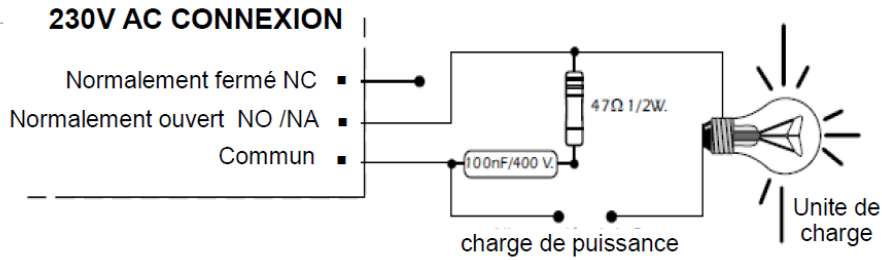 230V AC CONNEXION
Normalement fermé NC
Normalement ouvert NO /NA
47Ω 1/2W.
Commun
100nF/400 V.
Unite de
charge
charge de puissance